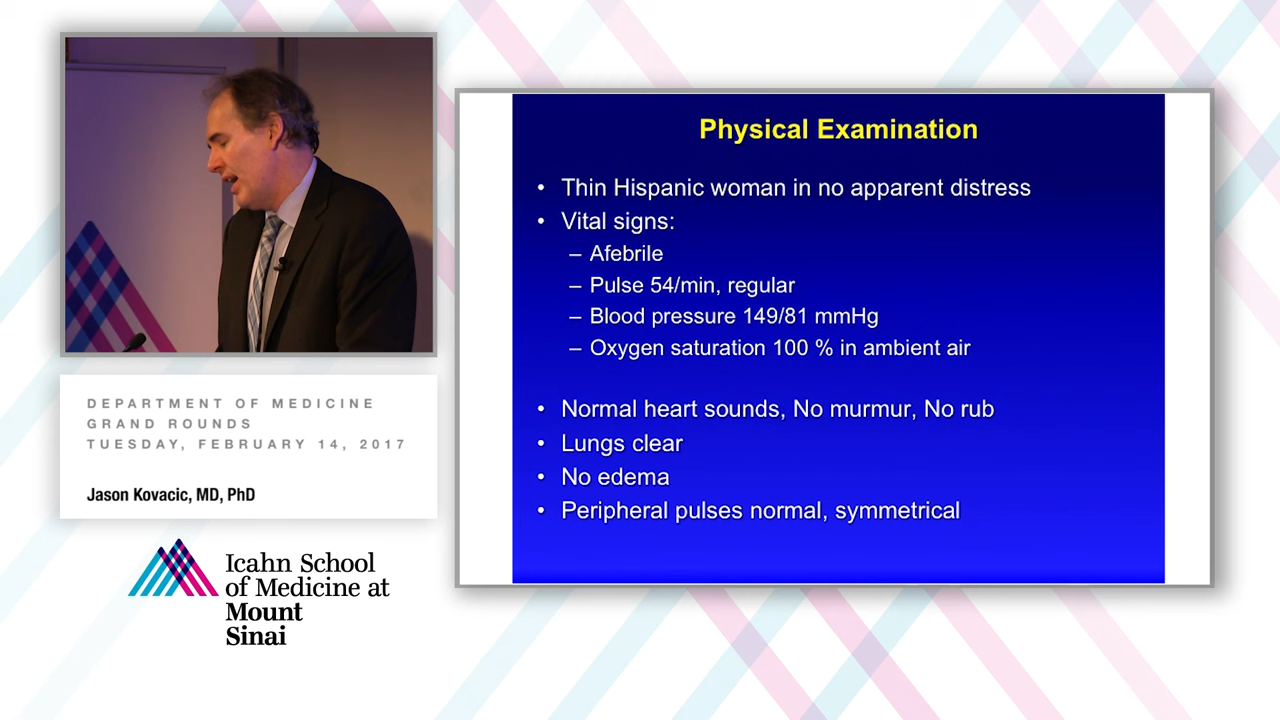 DEPARTMENT OF MEDICINE
GRAND ROUNDS
TUESDAY, FEBRUARY 14, 2017
Jason Kovacic, MD, PhD
Icahn School
of Medicine at
Mount
Sinai
Physical Examination
• Thin Hispanic woman in no apparent distress
• Vital signs:
– Afebrile
– Pulse 54/min, regular
– Blood pressure 149/81 mmHg
– Oxygen saturation 100 % in ambient air
• Normal heart sounds, No murmur, No rub
• Lungs clear
• No edema
• Peripheral pulses normal, symmetrical